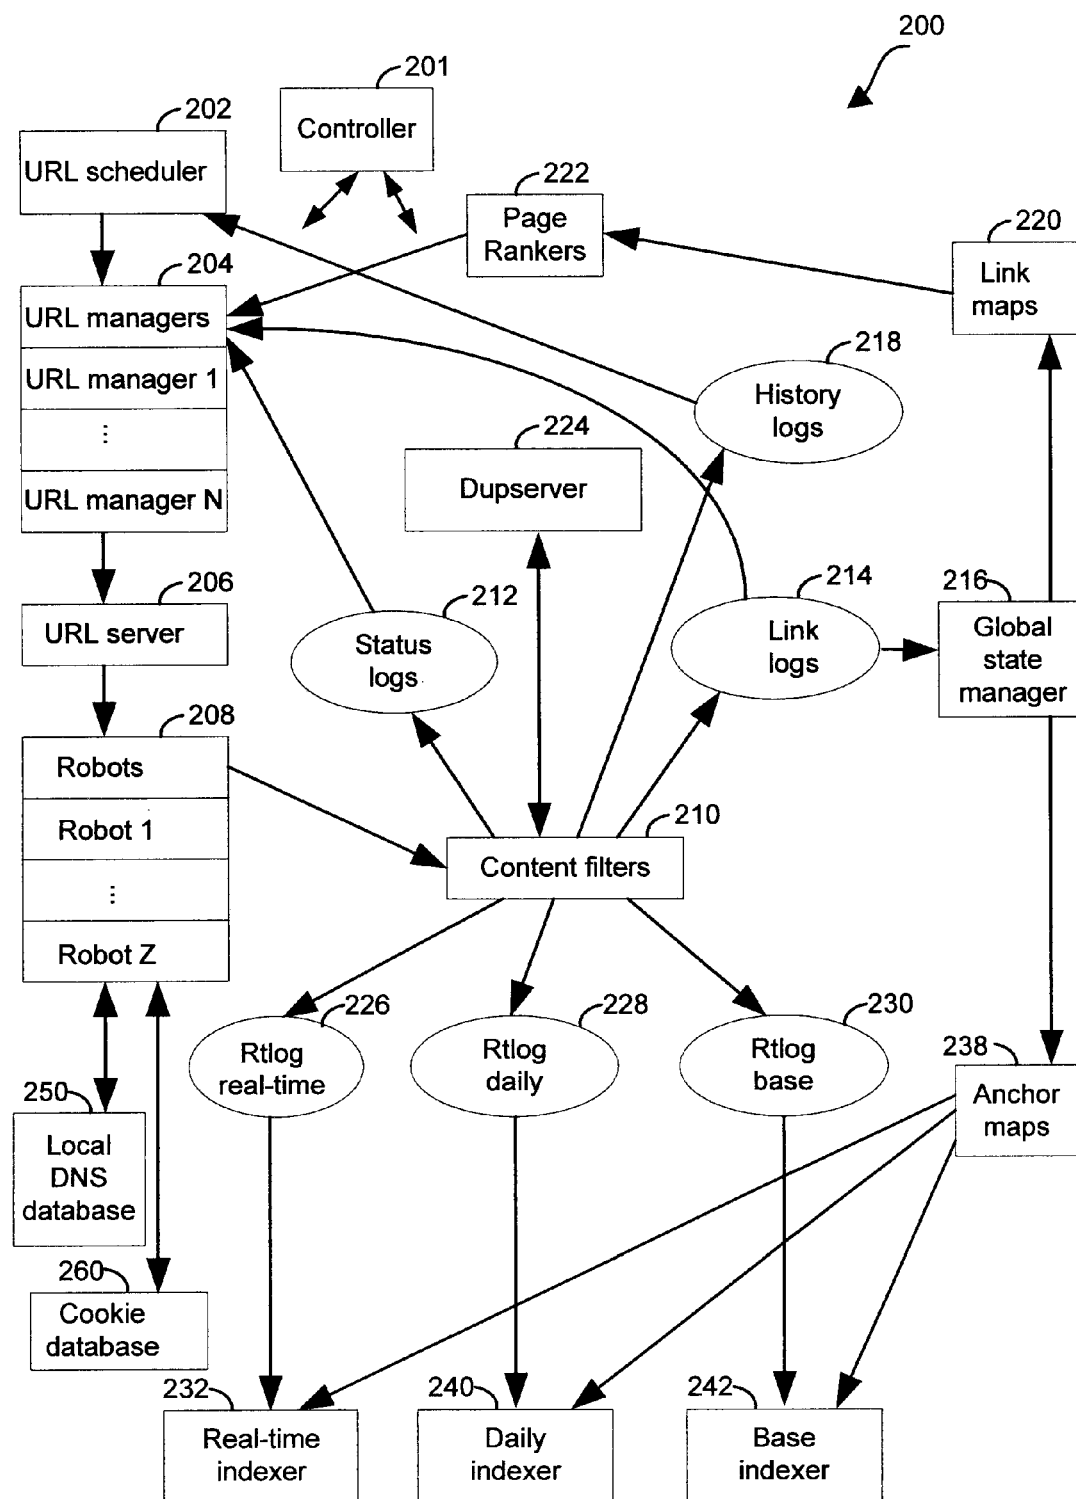 200
201
Controller
202
URL scheduler
222
Page
Rankers
220
Link
maps
204
URL managers
URL manager 1
...
URL manager N
218
History
logs
224
Dupserver
206
URL server
212
Status
logs
214
Link
logs
216
Global
state
manager
208
Robots
Robot 1
...
Robot Z
210
Content filters
226
Rtlog
real-time
228
Rtlog
daily
230
Rtlog
base
238
Anchor
maps
250
Local
DNS
database
260
Cookie
database
232
Real-time
indexer
240
Daily
indexer
242
Base
indexer